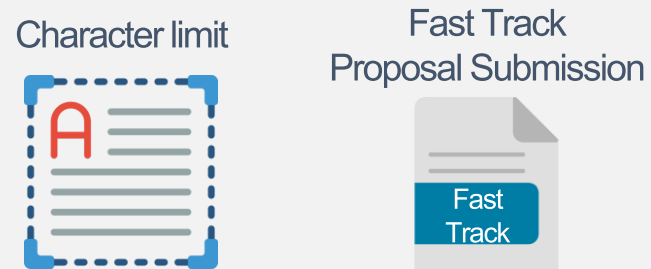 Character limit
Fast Track
Proposal Submission
A
Fast
Track